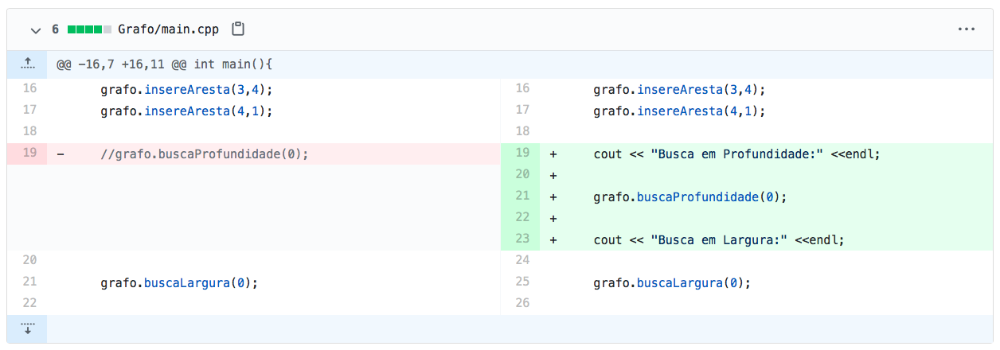 6 Grafo/main.cpp
@@ -16,7 +16,11 @@ int main(){
16 grafo.insereAresta(3,4);
17 grafo.insereAresta(4,1);
18
19 - //grafo.buscaProfundidade(0);
20
21 grafo.buscaLargura(0);
22
16 grafo.insereAresta(3,4);
17 grafo.insereAresta(4,1);
18
19 + cout << "Busca em Profundidade:" <<endl;
20 +
21 + grafo.buscaProfundidade(0);
22 +
23 + cout << "Busca em Largura:" <<endl;
24
25 grafo.buscaLargura(0);
26